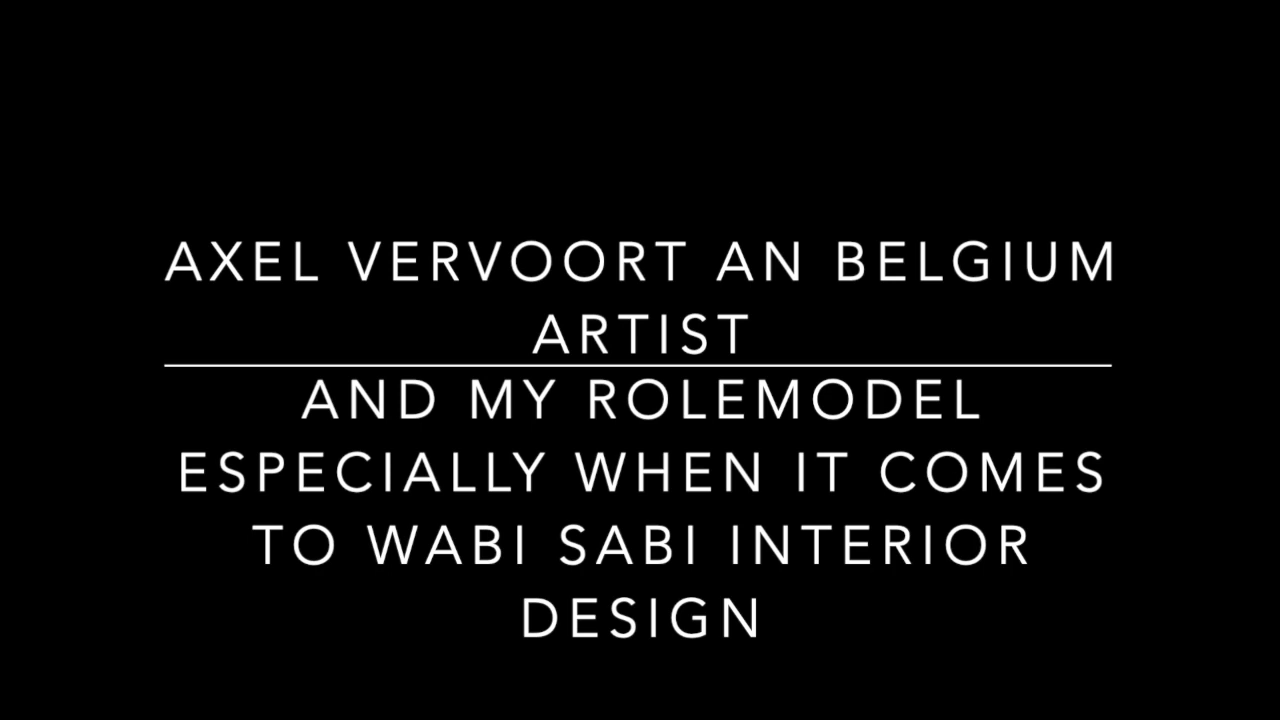 AXEL VERVOORT AN BELGIUM
ARTIST
AND MY ROLEMODEL
ESPECIALLY WHEN IT COMES
TO WABI SABI INTERIOR
DESIGN